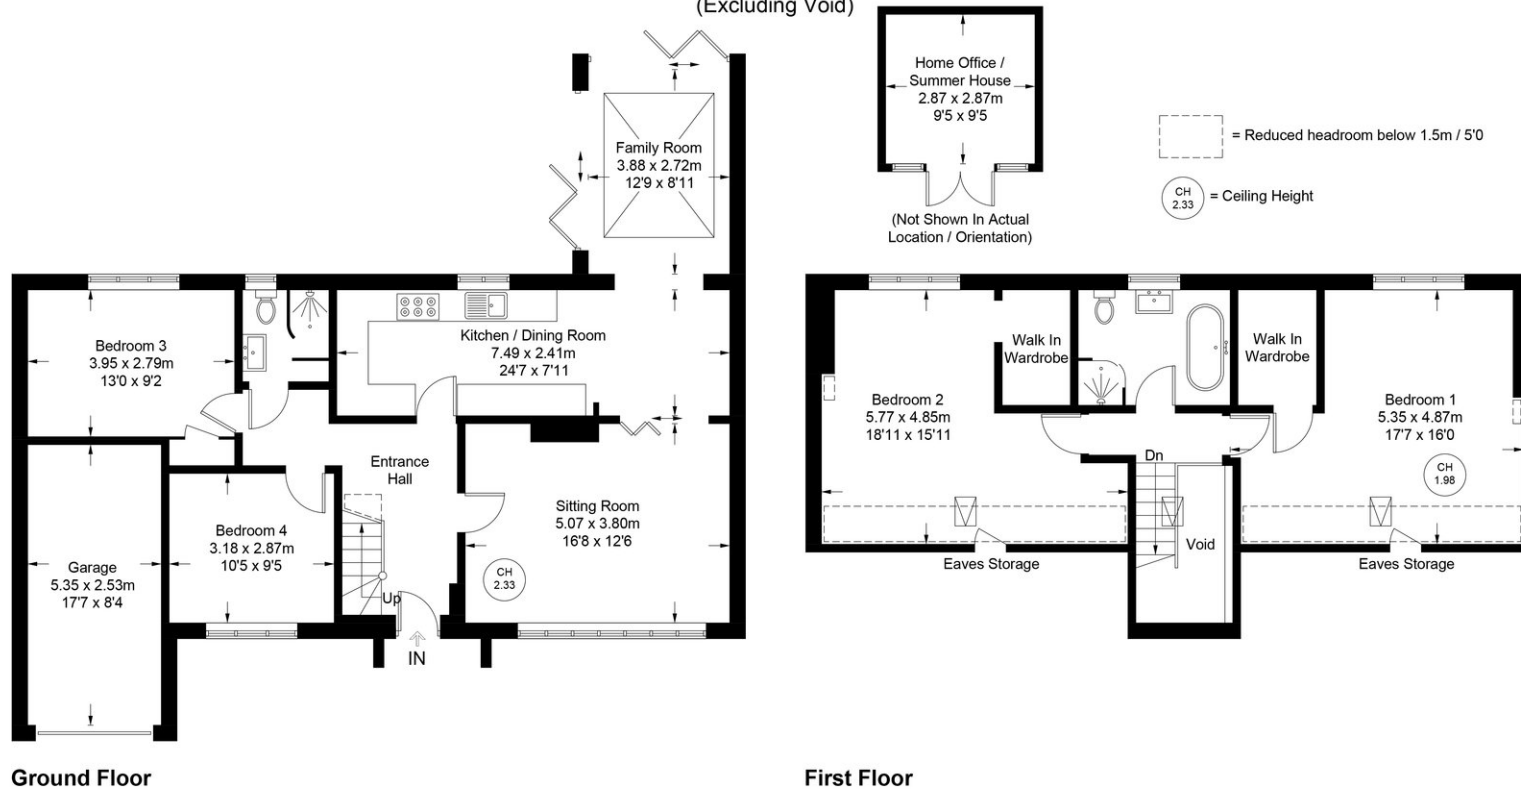 (Excluding Void)
Home Office /
Summer House
2.87 x 2.87m
9'5 x 9'5
(Not Shown In Actual
Location / Orientation)
= Reduced headroom below 1.5m / 5'0
CH
2.33
= Ceiling Height
Family Room
3.88 x 2.72m
12'9 x 8'11
Bedroom 3
3.95 x 2.79m
13'0 x 9'2
Kitchen / Dining Room
7.49 x 2.41m
24'7 x 7'11
Entrance
Hall
Bedroom 4
3.18 x 2.87m
10'5 x 9'5
Sitting Room
5.07 x 3.80m
16'8 x 12'6
CH
2.33
Garage
5.35 x 2.53m
17'7 x 8'4
Up
IN
Ground Floor
Walk In
Wardrobe
Walk In
Wardrobe
Bedroom 2
5.77 x 4.85m
18'11 x 15'11
Bedroom 1
5.35 x 4.87m
17'7 x 16'0
CH
1.98
Dn
Void
Eaves Storage
Eaves Storage
First Floor